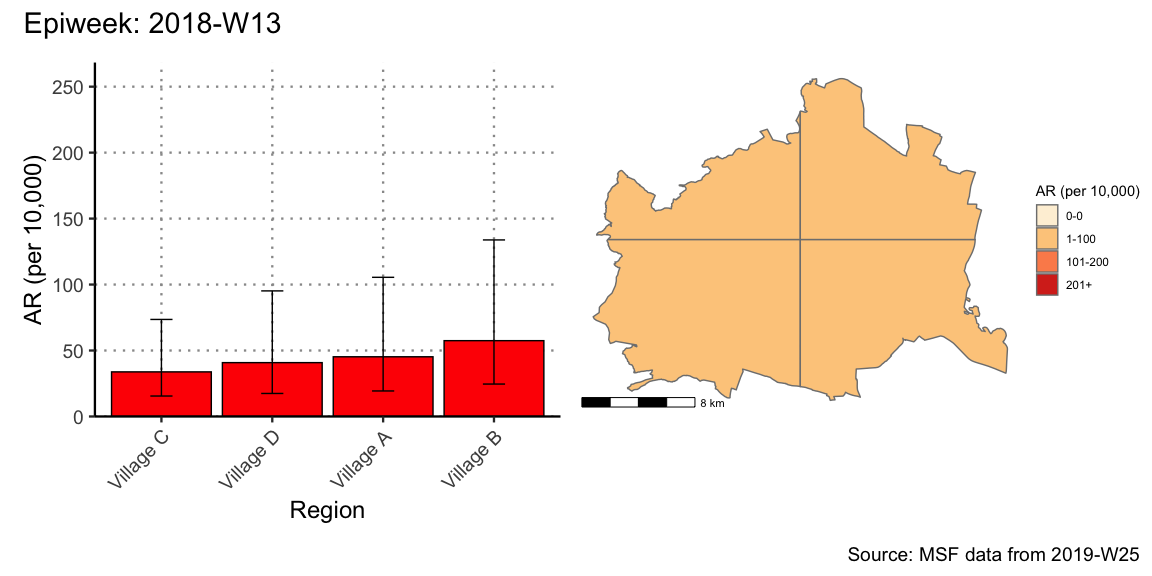 Epiweek: 2018-W13
AR (per 10,000)
250
200
150
100
50
0
Village C
Village D
Village A
Village B
Region
8 km
AR (per 10,000)
0-0
1-100
101-200
201+
Source: MSF data from 2019-W25